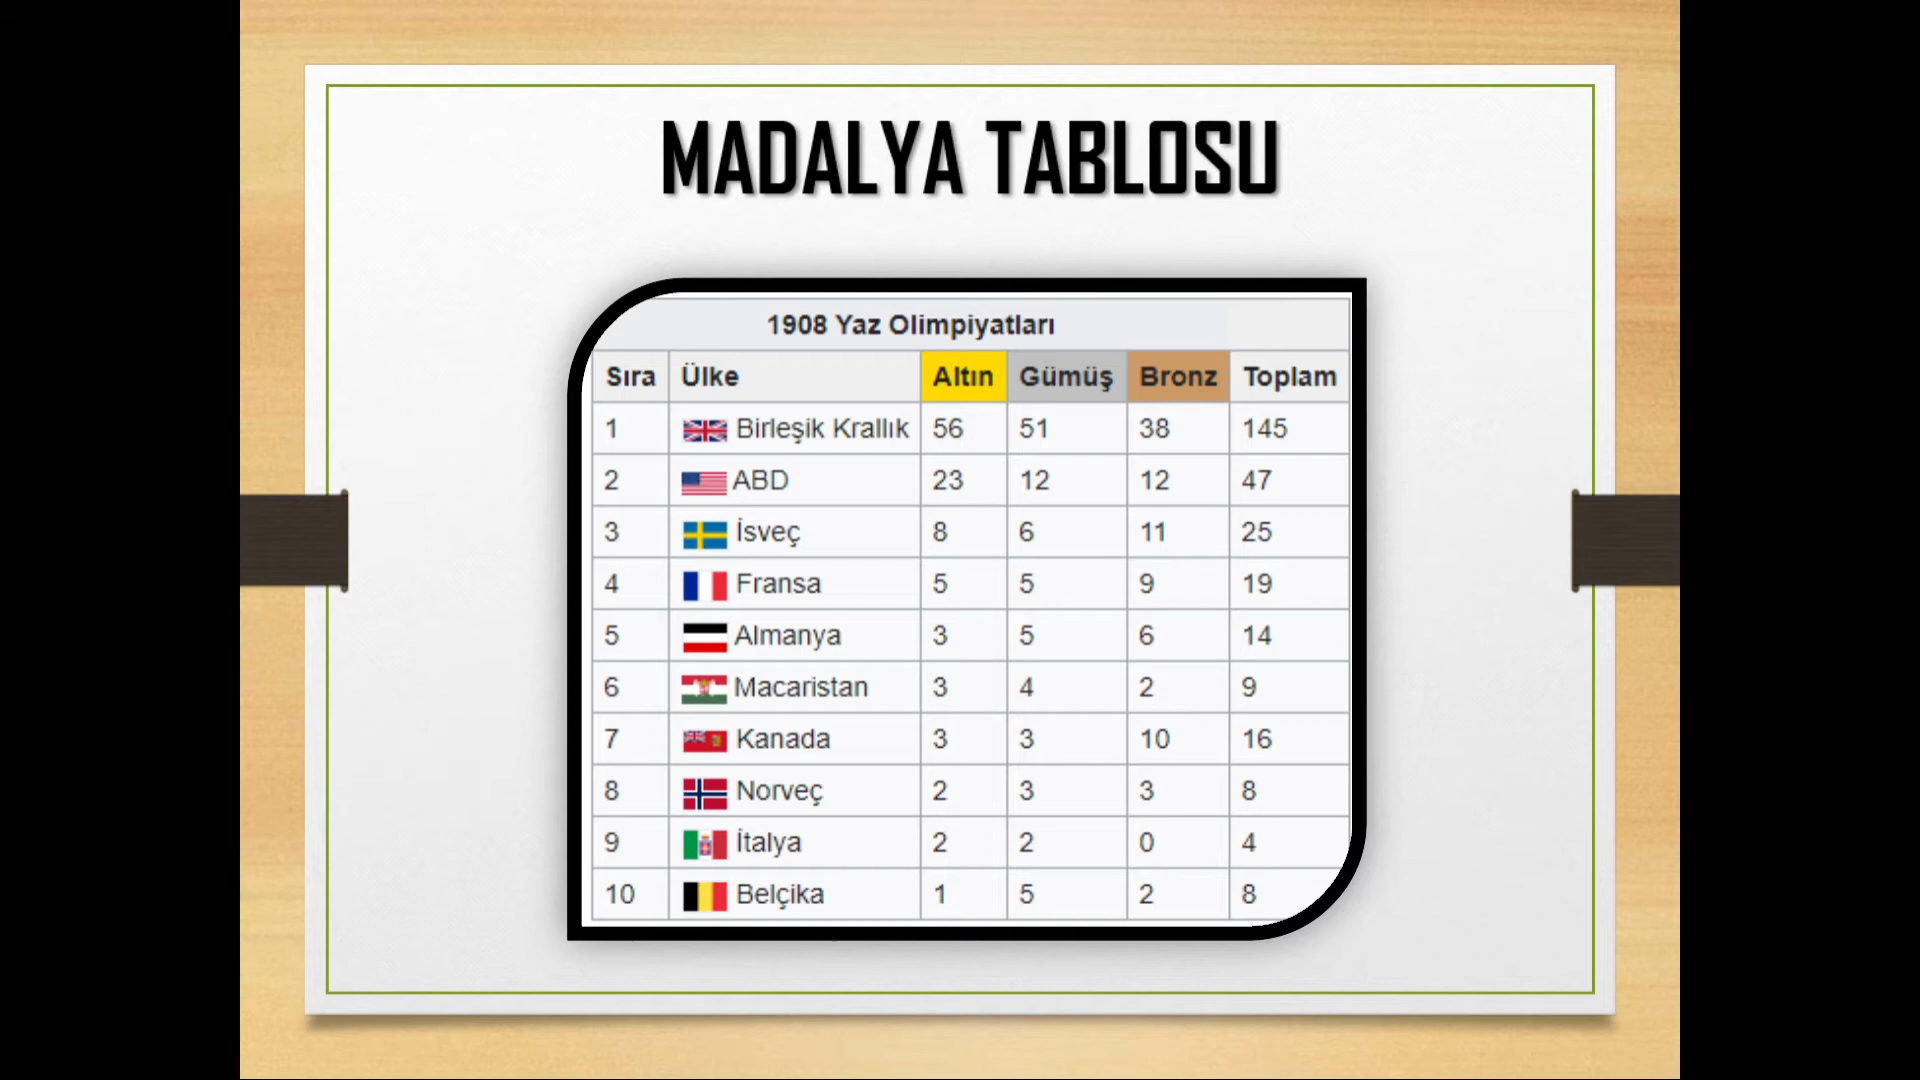 MADALYA TABLOSU
1908 Yaz Olimpiyatları
Sıra Ülke Altın Gümüş Bronz Toplam
1 Birleşik Krallık 56 51 38 145
2 ABD 23 12 12 47
3 İsveç 8 6 11 25
4 Fransa 5 5 9 19
5 Almanya 3 5 6 14
6 Macaristan 3 4 2 9
7 Kanada 3 3 10 16
8 Norveç 2 3 3 8
9 İtalya 2 2 0 4
10 Belçika 1 5 2 8